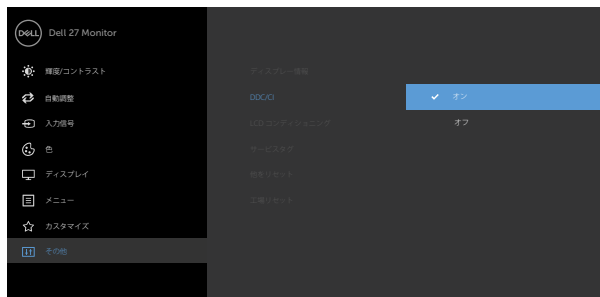 DELL Dell 27 Monitor
輝度/コントラスト
ディスプレー情報
自動調整
DDC/CI
オン
入力信号
LCD コンディショニング
オフ
色
サービスタグ
ディスプレイ
他をリセット
メニュー
工場リセット
カスタマイズ
その他